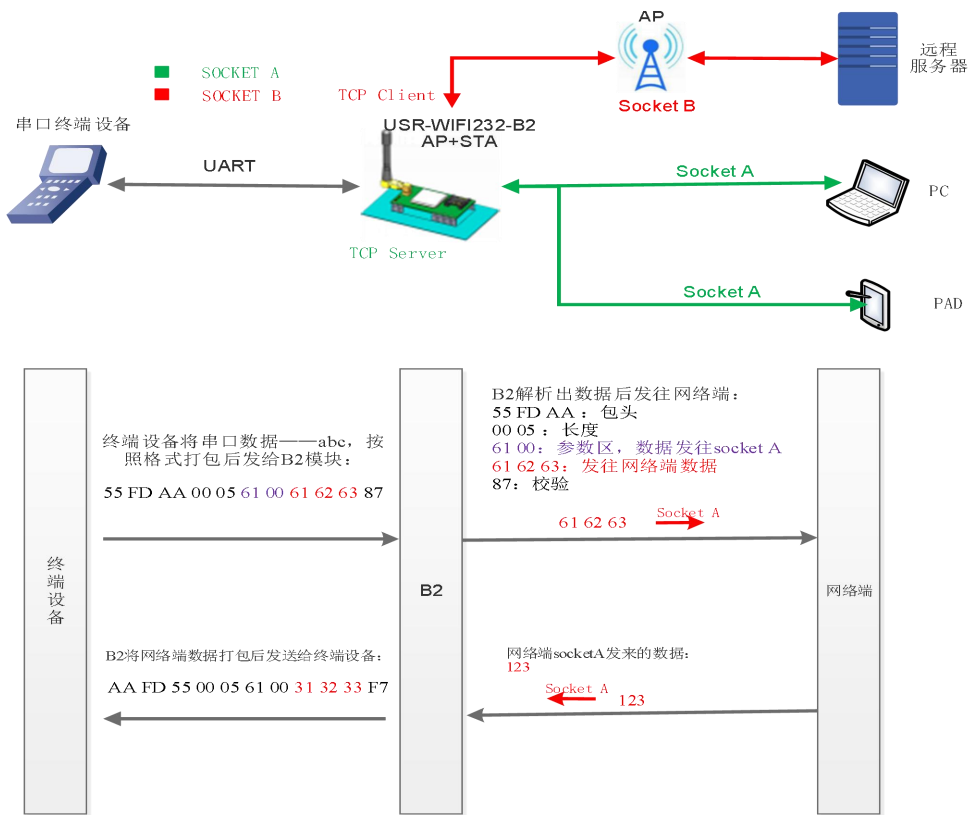 AP
远程
服务器
SOCKET A
SOCKET B
TCP Client
Socket B
串口终端设备
USR-WIFI232-B2
AP+STA
UART
Socket A
PC
TCP Server
Socket A
PAD
终端设备将串口数据——abc，按
照格式打包后发给B2模块：
55 FD AA 00 05 61 00 61 62 63 87
B2解析出数据后发往网络端：
55 FD AA：包头
00 05：长度
61 00：参数区，数据发往socket A
61 62 63：发往网络端数据
87：校验
61 62 63
Socket A
终端设备
B2
网络端
B2将网络端数据打包后发送给终端设备：
AA FD 55 00 05 61 00 31 32 33 F7
网络端socketA发来的数据：
123
Socket A
123